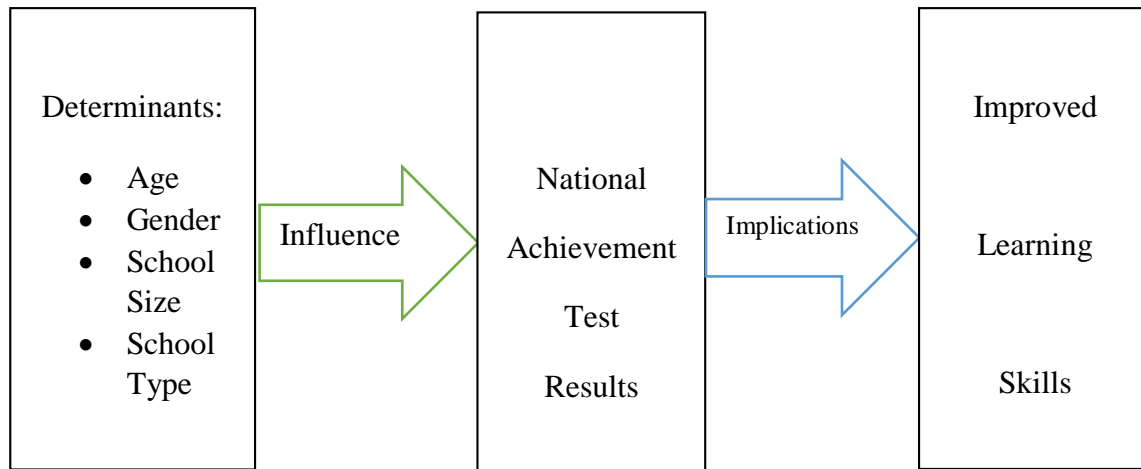 Determinants:
• Age
• Gender
• School
Size
• School
Type
Influence
National
Achievement
Test
Results
Implications
Improved
Learning
Skills